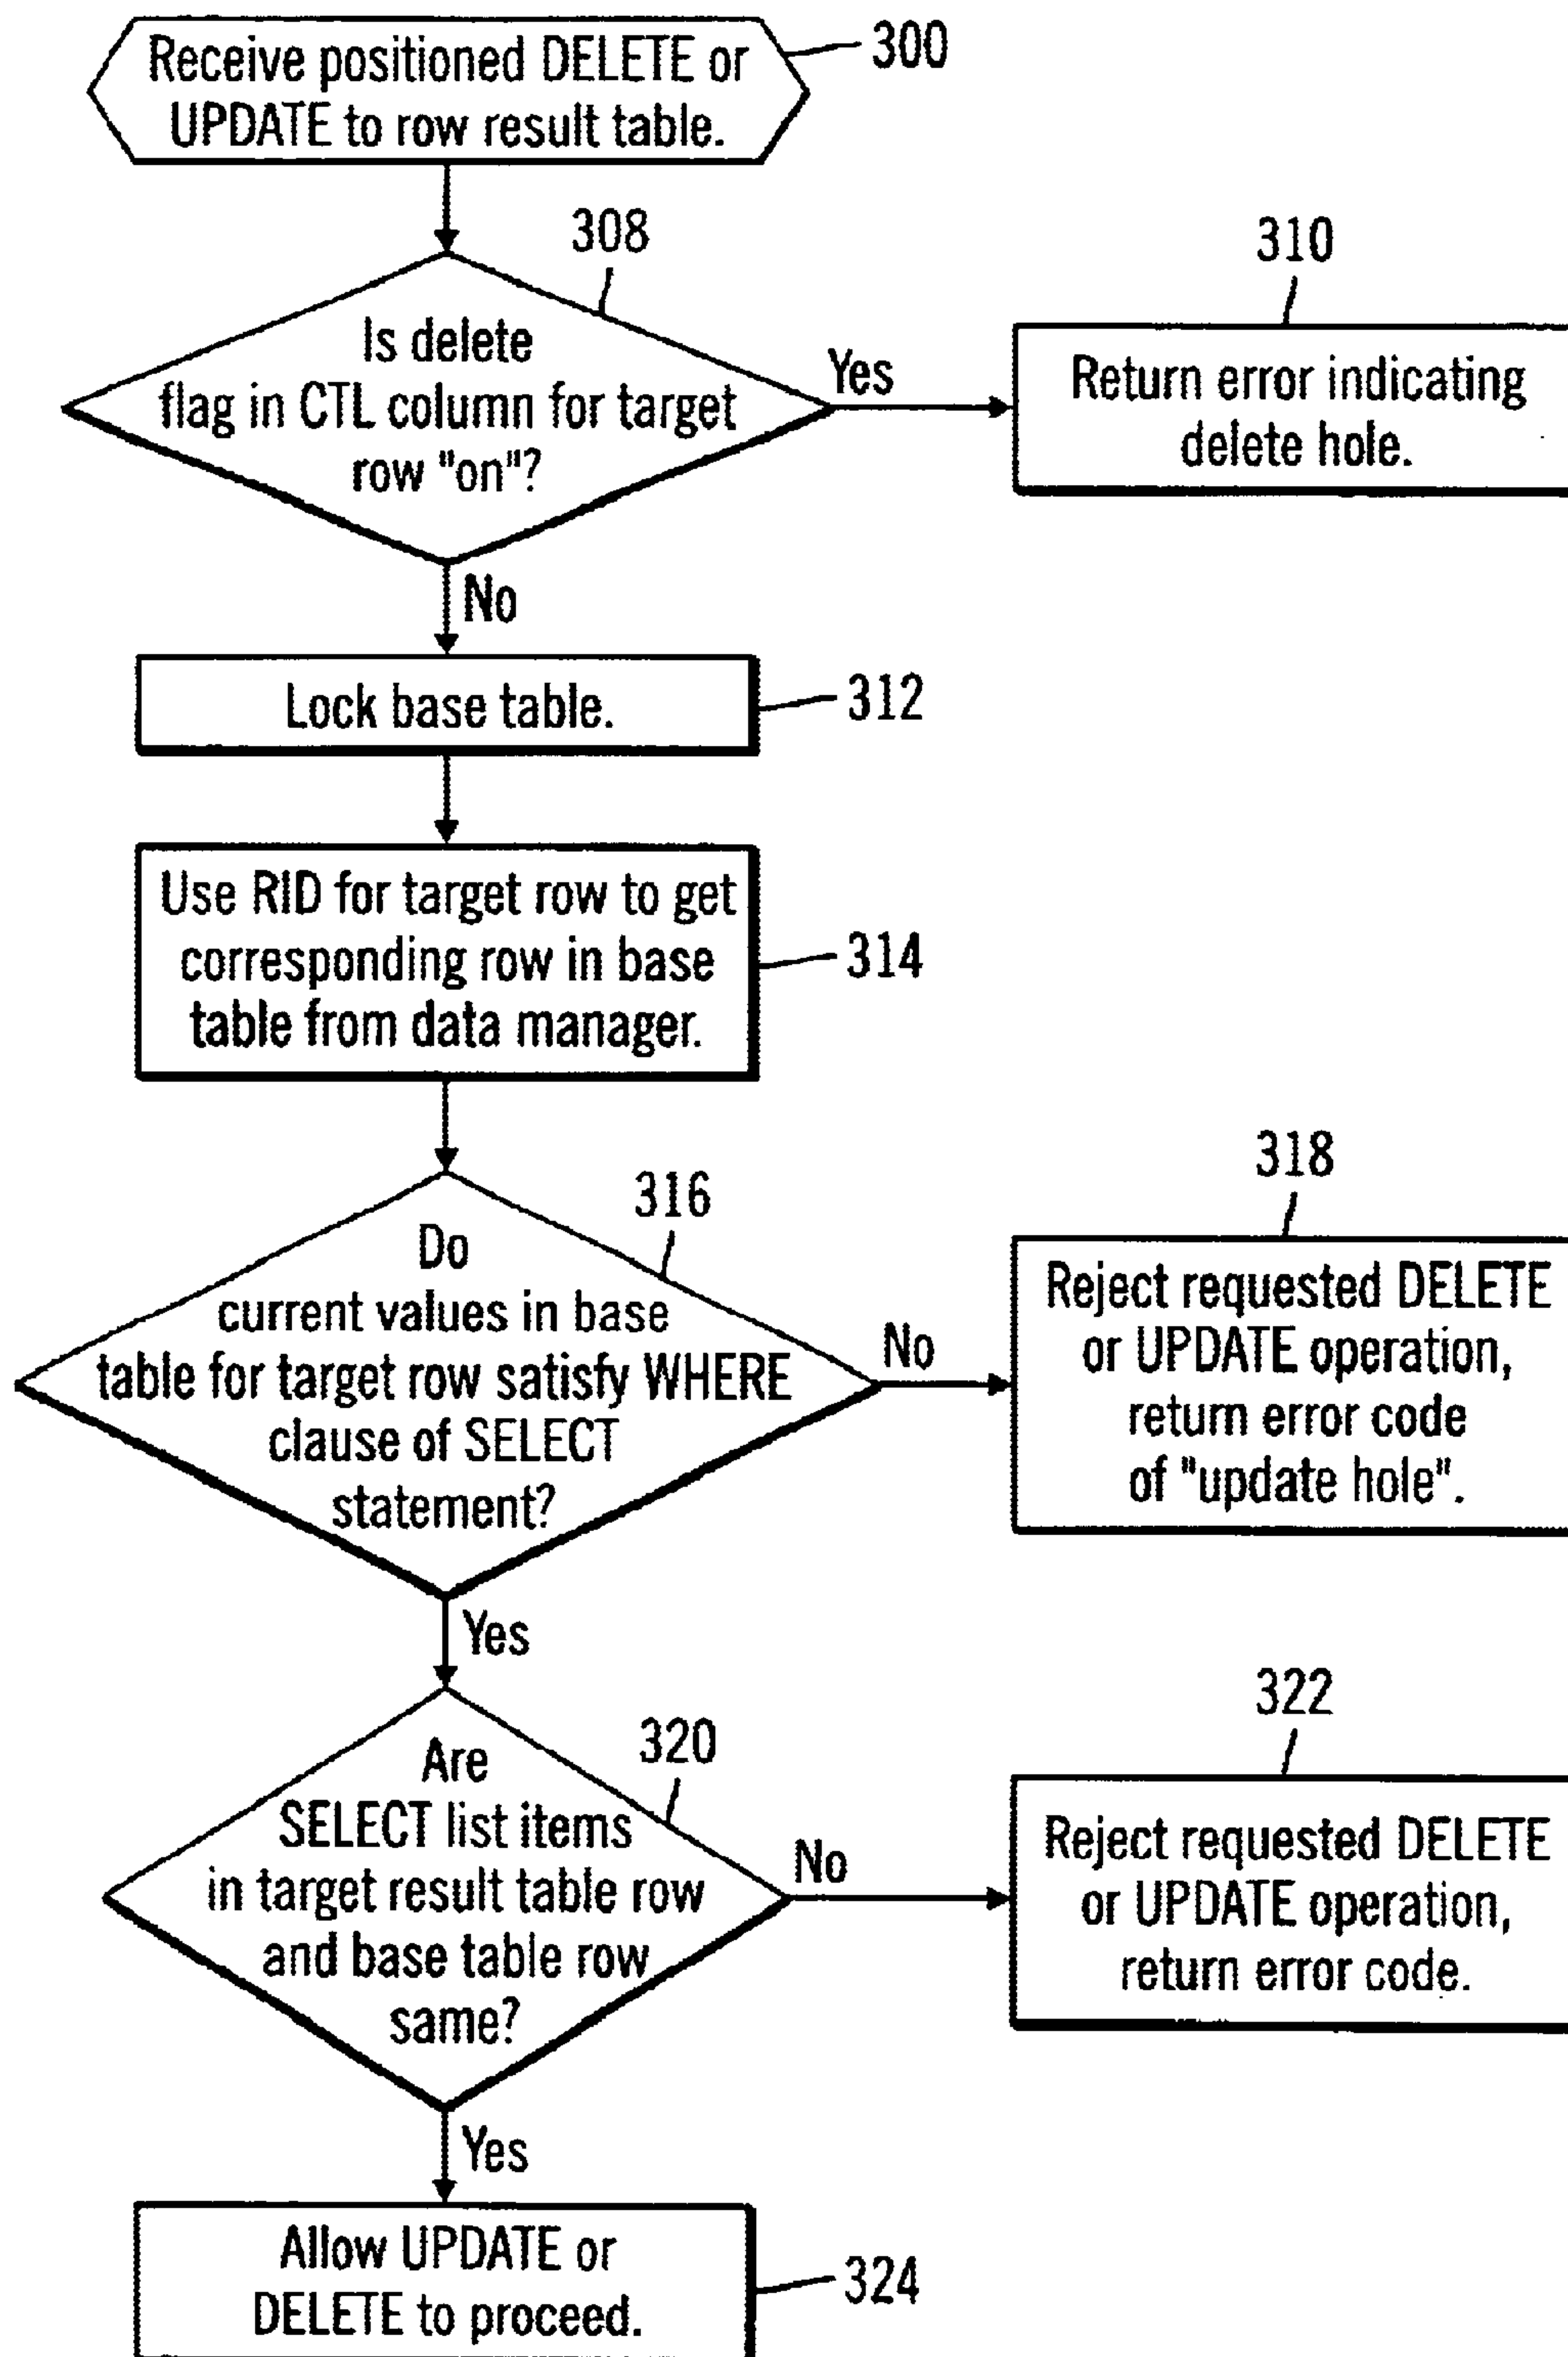 Receive positioned DELETE or
UPDATE to row result table.
300
308
Is delete
flag in CTL column for target
row "on"?
Yes
310
Return error indicating
delete hole.
No
Lock base table.
312
Use RID for target row to get
corresponding row in base
table from data manager.
314
316
Do
current values in base
table for target row satisfy WHERE
clause of SELECT
statement?
No
318
Reject requested DELETE
or UPDATE operation,
return error code
of "update hole".
Yes
320
Are
SELECT list items
in target result table row
and base table row
same?
No
322
Reject requested DELETE
or UPDATE operation,
return error code.
Yes
Allow UPDATE or
DELETE to proceed.
324